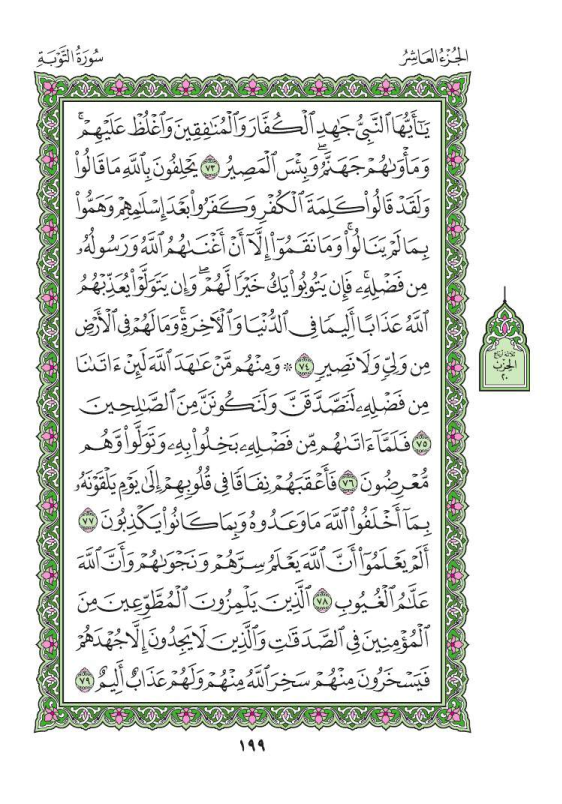 الجُزْءُ العَاشِرُ
سُورَةُ التَّوْبَةِ
يَـٰٓأَيُّهَا ٱلنَّبِىُّ جَـٰهِدِ ٱلْكُفَّارَ وَٱلْمُنَـٰفِقِينَ وَٱغْلُظْ عَلَيْهِمْ ۚ
وَمَأْوَىٰهُمْ جَهَنَّمُ ۖ وَبِئْسَ ٱلْمَصِيرُ ٧٣ يَحْلِفُونَ بِٱللَّهِ مَا قَالُوا۟
وَلَقَدْ قَالُوا۟ كَلِمَةَ ٱلْكُفْرِ وَكَفَرُوا۟ بَعْدَ إِسْلَـٰمِهِمْ وَهَمُّوا۟
بِمَا لَمْ يَنَالُوا۟ ۚ وَمَا نَقَمُوٓا۟ إِلَّآ أَنْ أَغْنَىٰهُمُ ٱللَّهُ وَرَسُولُهُۥ
مِن فَضْلِهِۦ ۚ فَإِن يَتُوبُوا۟ يَكُ خَيْرًا لَّهُمْ ۖ وَإِن يَتَوَلَّوْا۟ يُعَذِّبْهُمُ
ٱللَّهُ عَذَابًا أَلِيمًا فِى ٱلدُّنْيَا وَٱلْـَٔاخِرَةِ ۚ وَمَا لَهُمْ فِى ٱلْأَرْضِ
مِن وَلِىٍّ وَلَا نَصِيرٍ ٧٤ ۞ وَمِنْهُم مَّنْ عَـٰهَدَ ٱللَّهَ لَئِنْ ءَاتَىٰنَا
مِن فَضْلِهِۦ لَنَصَّدَّقَنَّ وَلَنَكُونَنَّ مِنَ ٱلصَّـٰلِحِينَ
٧٥ فَلَمَّآ ءَاتَىٰهُم مِّن فَضْلِهِۦ بَخِلُوا۟ بِهِۦ وَتَوَلَّوا۟ وَّهُم
مُّعْرِضُونَ ٧٦ فَأَعْقَبَهُمْ نِفَاقًا فِى قُلُوبِهِمْ إِلَىٰ يَوْمِ يَلْقَوْنَهُۥ
بِمَآ أَخْلَفُوا۟ ٱللَّهَ مَا وَعَدُوهُ وَبِمَا كَانُوا۟ يَكْذِبُونَ ٧٧
أَلَمْ يَعْلَمُوٓا۟ أَنَّ ٱللَّهَ يَعْلَمُ سِرَّهُمْ وَنَجْوَىٰهُمْ وَأَنَّ ٱللَّهَ
عَلَّـٰمُ ٱلْغُيُوبِ ٧٨ ٱلَّذِينَ يَلْمِزُونَ ٱلْمُطَّوِّعِينَ مِنَ
ٱلْمُؤْمِنِينَ فِى ٱلصَّدَقَـٰتِ وَٱلَّذِينَ لَا يَجِدُونَ إِلَّا جُهْدَهُمْ
فَيَسْخَرُونَ مِنْهُمْ ۙ سَخِرَ ٱللَّهُ مِنْهُمْ وَلَهُمْ عَذَابٌ أَلِيمٌ ٧٩
ثلاثة أرباع
الحزب
٢٠
١٩٩